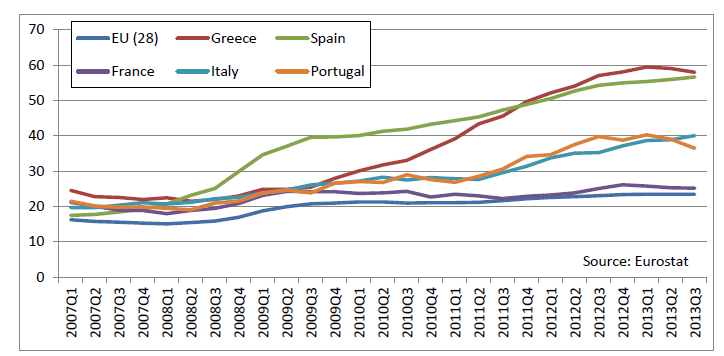 70
60
50
40
30
20
10
0
EU (28) Greece Spain
France Italy Portugal
Source: Eurostat
2007Q1
2007Q2
2007Q3
2007Q4
2008Q1
2008Q2
2008Q3
2008Q4
2009Q1
2009Q2
2009Q3
2009Q4
2010Q1
2010Q2
2010Q3
2010Q4
2011Q1
2011Q2
2011Q3
2011Q4
2012Q1
2012Q2
2012Q3
2012Q4
2013Q1
2013Q2
2013Q3